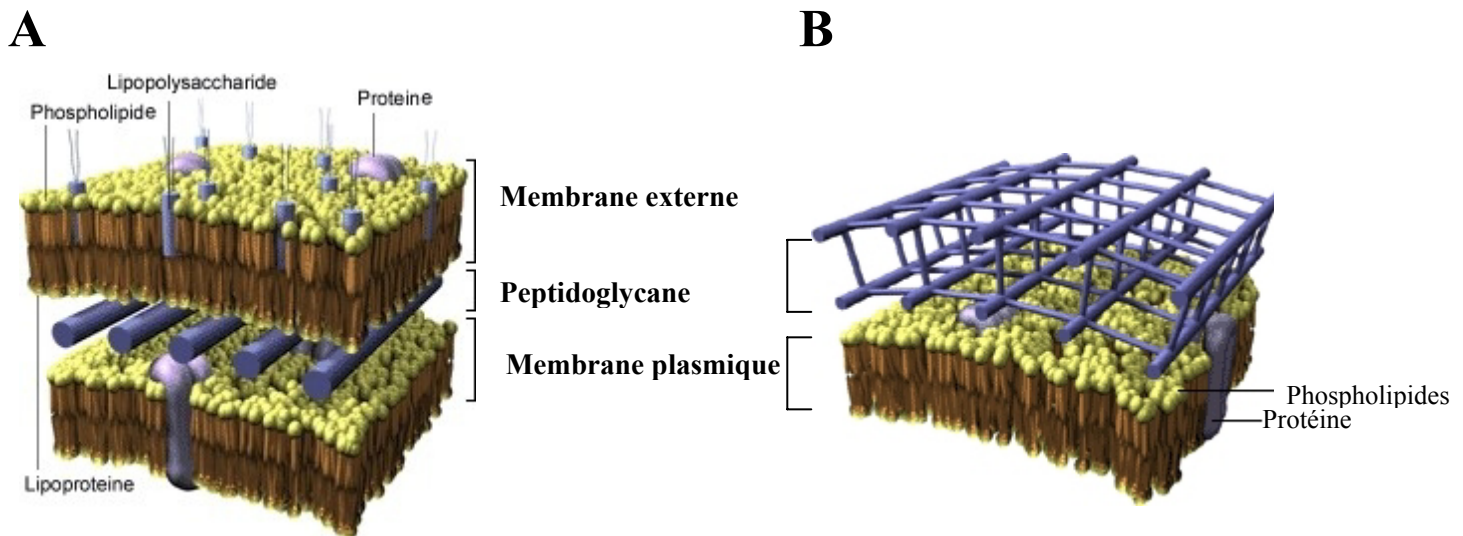 A
B
Lipopolysaccharide
Phospholipide
Proteine
Membrane externe
Peptidoglycane
Membrane plasmique
Phospholipides
Protéine
Lipoproteine